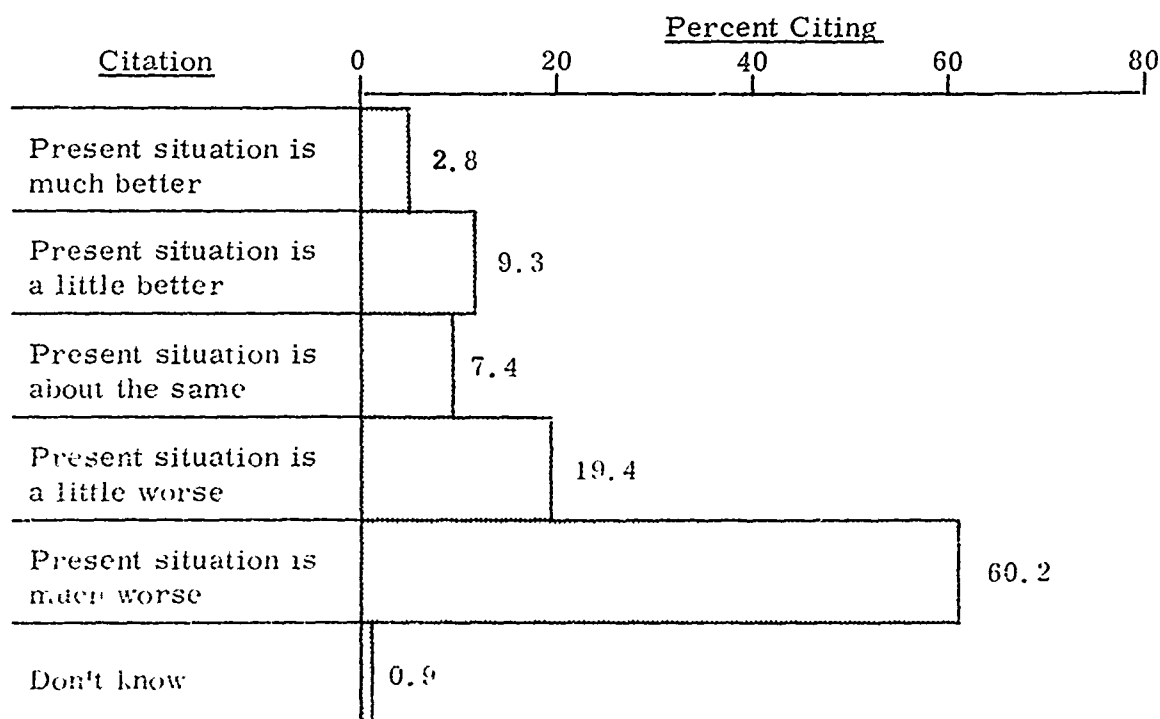 Percent Citing
Citation 0 20 40 60 80
Present situation is
much better
2.8
Present situation is
a little better
9.3
Present situation is
about the same
7.4
Present situation is
a little worse
19.4
Present situation is
much worse
60.2
Don't know
0.9